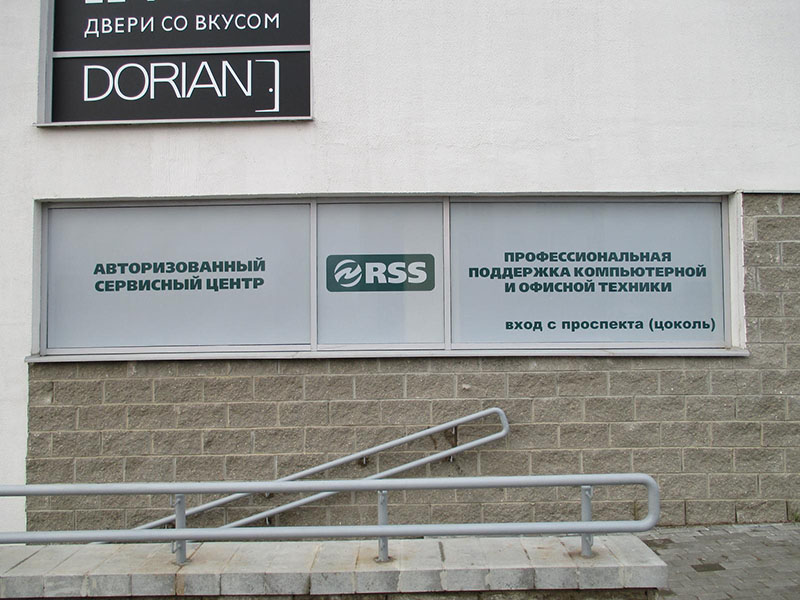 ДВЕРИ СО ВКУСОМ
DORIAN
АВТОРИЗОВАННЫЙ
СЕРВИСНЫЙ ЦЕНТР
RSS
ПРОФЕССИОНАЛЬНАЯ
ПОДДЕРЖКА КОМПЬЮТЕРНОЙ
И ОФИСНОЙ ТЕХНИКИ
вход с проспекта (цоколь)